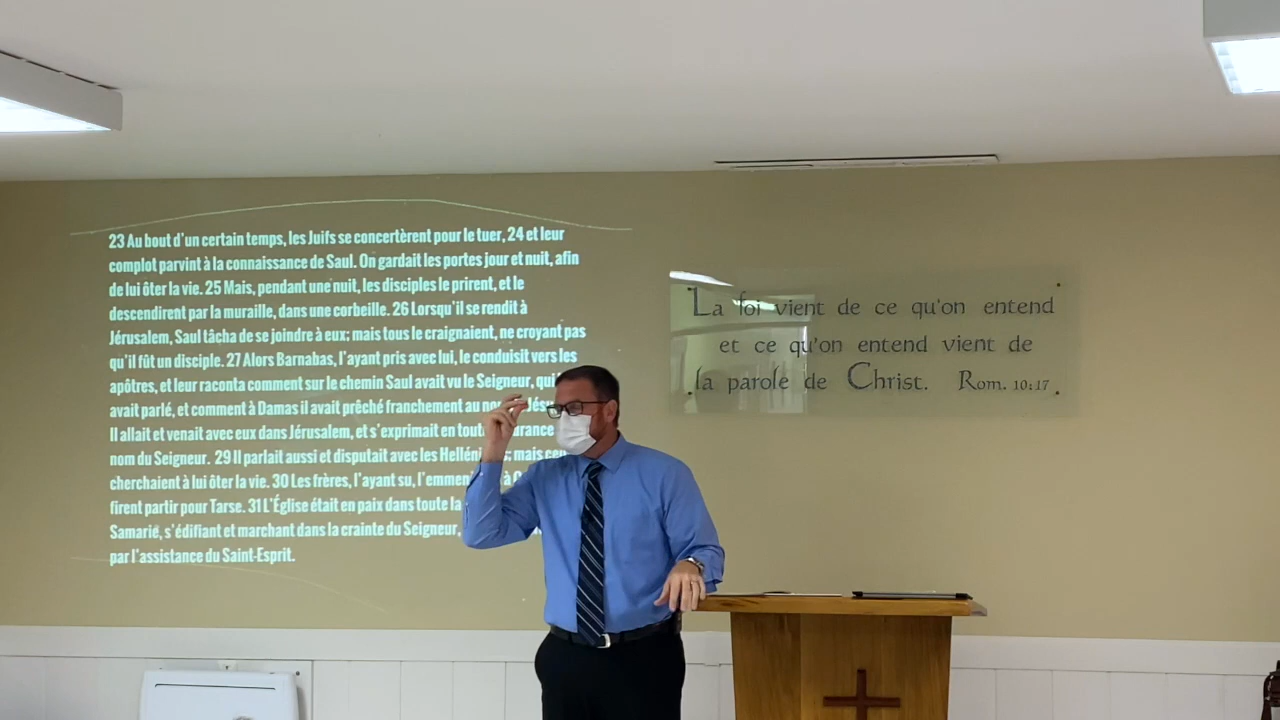 23 Au bout d'un certain temps, les Juifs se concertèrent pour le tuer, 24 et leur
complot parvint à la connaissance de Saul. On gardait les portes jour et nuit, afin
de lui ôter la vie. 25 Mais, pendant une nuit, les disciples le prirent, et le
descendirent par la muraille, dans une corbeille. 26 Lorsqu'il se rendit à
Jérusalem, Saul tâcha de se joindre à eux; mais tous le craignaient, ne croyant pas
qu'il fût un disciple. 27 Alors Barnabas, l'ayant pris avec lui, le conduisit vers les
apôtres, et leur raconta comment sur le chemin Saul avait vu le Seigneur,
avait parlé, et comment à Damas il avait prêché franchement au
Il allait et venait avec eux dans Jérusalem, et s'exprimait en
nom du Seigneur. 29 Il parlait aussi et disputait avec les mais
cherchaient à lui ôter la vie. 30 Les frères, l'ayant su, à
firent partir pour Tarse. 31 L'Église était en paix dans toute la
Samarie, s'édifiant et marchant dans la crainte du Seigneur,
par l'assistance du Saint-Esprit.
La foi vient de ce qu'on entend
et ce qu'on entend vient de
la parole de Christ. Rom. 10:17